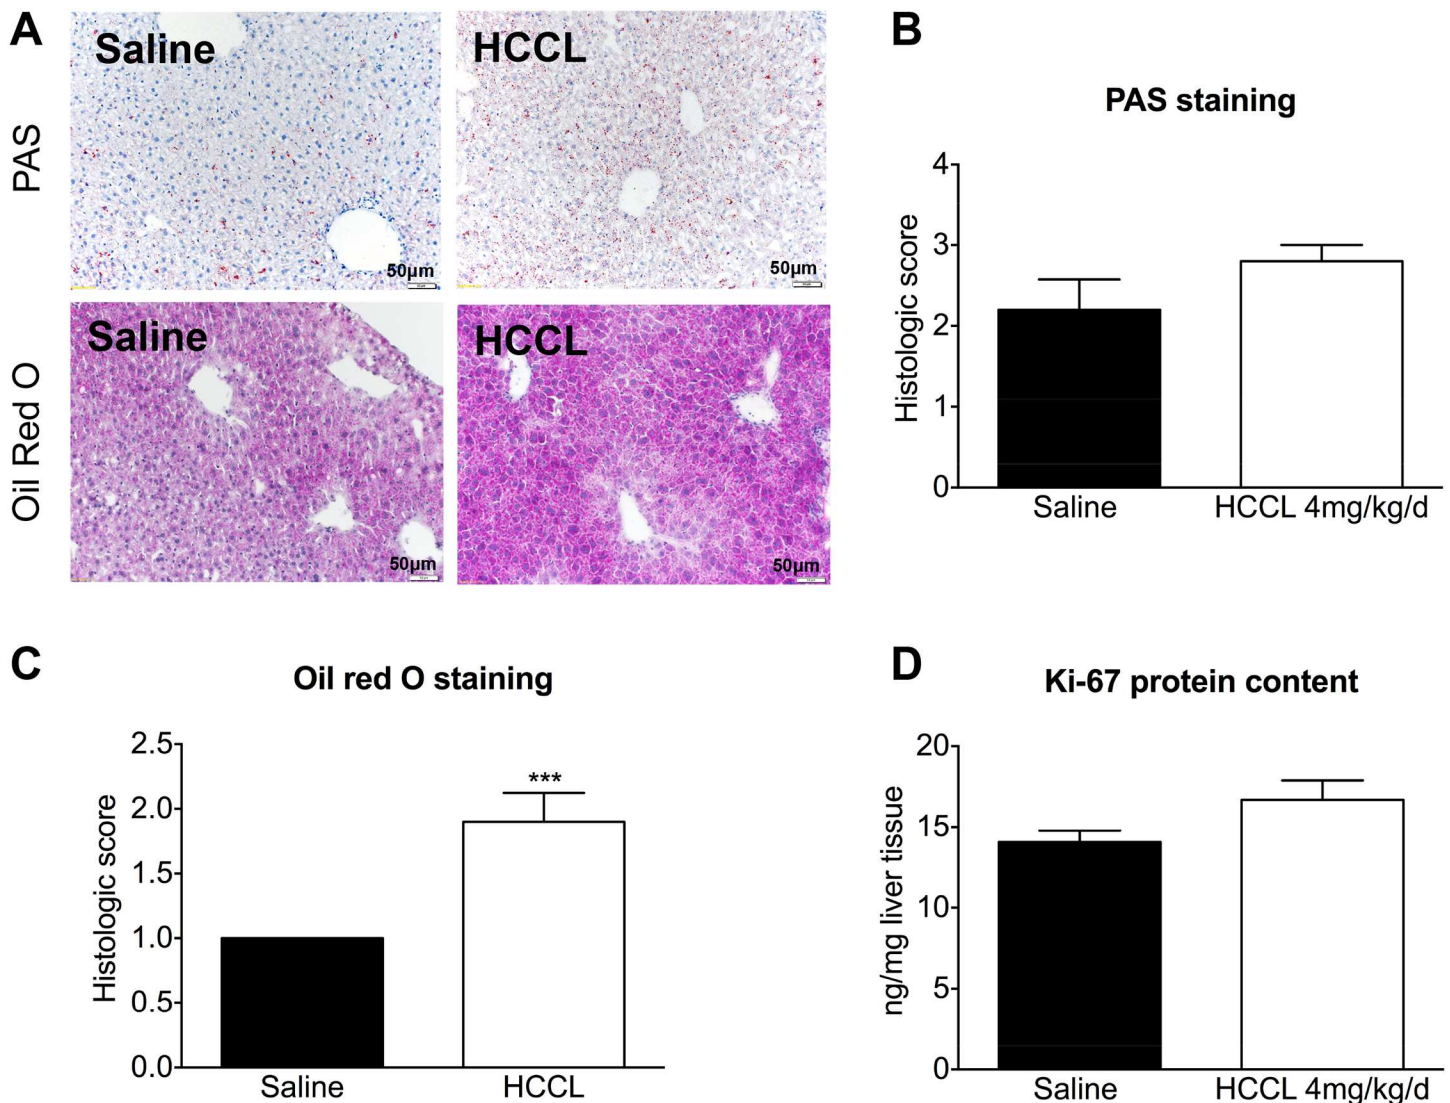 A
Saline
HCCL
PAS
50µm
50µm
Saline
HCCL
Oil Red O
50µm
50µm
B
PAS staining
Histologic score
4
3
2
1
0
Saline
HCCL 4mg/kg/d
C
Oil red O staining
Histologic score
2.5
2.0
1.5
1.0
0.5
0.0
***
Saline
HCCL
D
Ki-67 protein content
ng/mg liver tissue
20
15
10
5
0
Saline
HCCL 4mg/kg/d